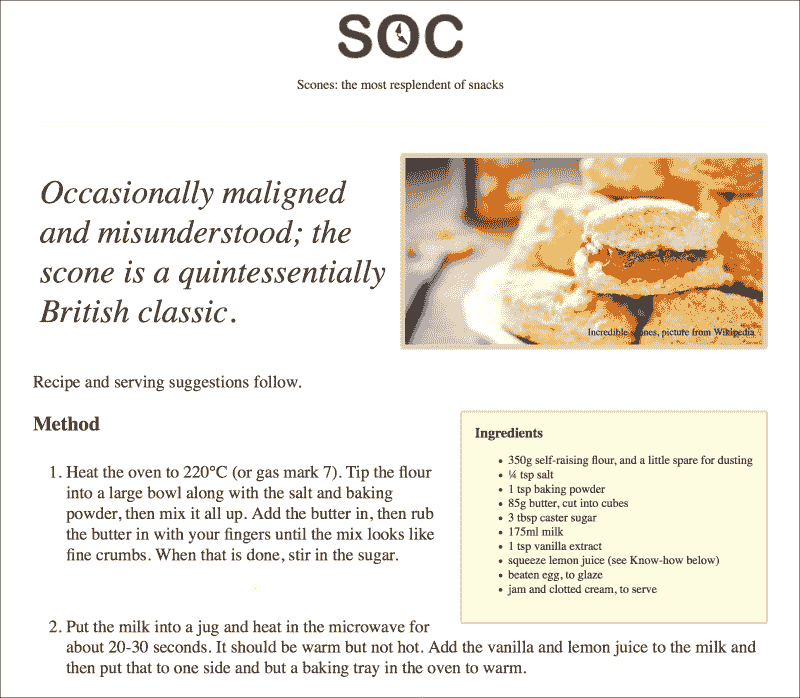 SOC
Scones: the most resplendent of snacks
Occasionally maligned
and misunderstood; the
scone is a quintessentially
British classic.
Incredible scones, picture from Wikipedia
Recipe and serving suggestions follow.
Method
1. Heat the oven to 220°C (or gas mark 7). Tip the flour
into a large bowl along with the salt and baking
powder, then mix it all up. Add the butter in, then rub
the butter in with your fingers until the mix looks like
fine crumbs. When that is done, stir in the sugar.
2. Put the milk into a jug and heat in the microwave for
about 20-30 seconds. It should be warm but not hot. Add the vanilla and lemon juice to the milk and
then put that to one side and but a baking tray in the oven to warm.
Ingredients
• 350g self-raising flour, and a little spare for dusting
• ¼ tsp salt
• 1 tsp baking powder
• 85g butter, cut into cubes
• 3 tbsp caster sugar
• 175ml milk
• 1 tsp vanilla extract
• squeeze lemon juice (see Know-how below)
• beaten egg, to glaze
• jam and clotted cream, to serve